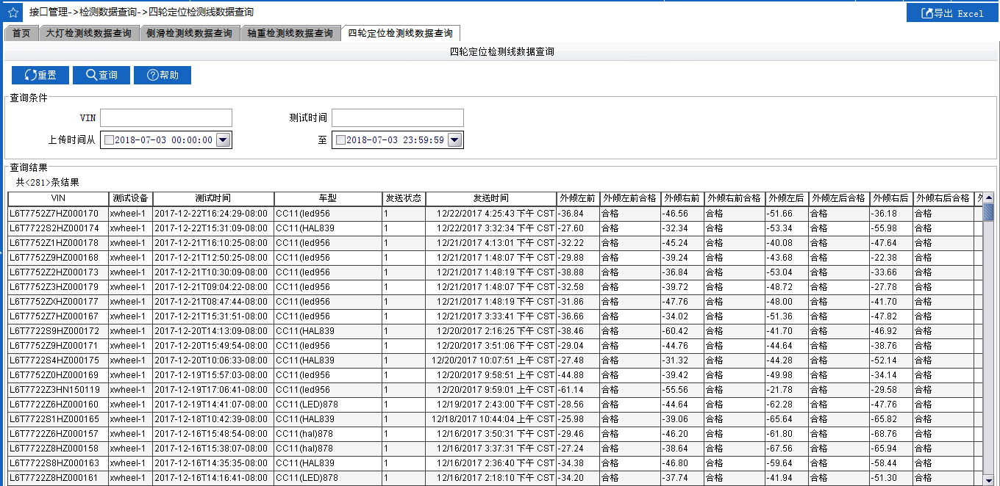 接口管理->检测数据查询->四轮定位检测线数据查询
导出 Excel
首页 大灯检测线数据查询 侧滑检测线数据查询 轴重检测线数据查询 四轮定位检测线数据查询
四轮定位检测线数据查询
重置 查询 帮助
查询条件
VIN 测试时间
上传时间从 2018-07-03 00:00:00 至 2018-07-03 23:59:59
查询结果
共<281>条结果
VIN 测试设备 测试时间 车型 发送状态 发送时间 外倾左前 外倾左前合格 外倾右前 外倾右前合格 外倾左后 外倾左后合格 外倾右后 外倾右后合格
L6T7752Z7HZ000170 xwheel-1 2017-12-22T16:24:29-08:00 CC11(led956 1 12/22/2017 4:25:43 下午 CST -36.84 合格 -46.56 合格 -51.66 合格 -36.18 合格
L6T7722S2HZ000174 xwheel-1 2017-12-22T15:31:09-08:00 CC11(HAL839 1 12/22/2017 3:32:34 下午 CST -27.60 合格 -32.34 合格 -53.34 合格 -55.98 合格
L6T7752Z1HZ000178 xwheel-1 2017-12-21T16:10:25-08:00 CC11(led956 1 12/21/2017 4:13:01 下午 CST -32.22 合格 -45.24 合格 -40.08 合格 -47.64 合格
L6T7752Z9HZ000168 xwheel-1 2017-12-21T12:50:25-08:00 CC11(led956 1 12/21/2017 1:48:07 下午 CST -29.88 合格 -39.24 合格 -43.68 合格 -22.38 合格
L6T7752Z2HZ000173 xwheel-1 2017-12-21T10:30:09-08:00 CC11(led956 1 12/21/2017 1:48:19 下午 CST -38.88 合格 -36.84 合格 -53.04 合格 -33.66 合格
L6T7752Z3HZ000179 xwheel-1 2017-12-21T09:04:22-08:00 CC11(led956 1 12/21/2017 1:48:07 下午 CST -32.58 合格 -39.72 合格 -48.72 合格 -27.78 合格
L6T7752ZXHZ000177 xwheel-1 2017-12-21T08:47:44-08:00 CC11(led956 1 12/21/2017 1:48:19 下午 CST -31.86 合格 -47.76 合格 -48.00 合格 -41.70 合格
L6T7752Z7HZ000167 xwheel-1 2017-12-21T15:31:51-08:00 CC11(led956 1 12/21/2017 3:33:41 下午 CST -36.66 合格 -34.02 合格 -51.36 合格 -47.82 合格
L6T7722S9HZ000172 xwheel-1 2017-12-20T14:13:09-08:00 CC11(HAL839 1 12/20/2017 2:16:25 下午 CST -38.46 合格 -60.42 合格 -41.70 合格 -46.92 合格
L6T7752Z9HZ000171 xwheel-1 2017-12-20T15:49:54-08:00 CC11(led956 1 12/20/2017 3:51:06 下午 CST -29.04 合格 -44.76 合格 -44.64 合格 -38.76 合格
L6T7722S4HZ000175 xwheel-1 2017-12-20T10:06:33-08:00 CC11(HAL839 1 12/20/2017 10:07:51 上午 CST -27.48 合格 -31.32 合格 -44.28 合格 -52.14 合格
L6T7752Z0HZ000169 xwheel-1 2017-12-19T15:57:03-08:00 CC11(led956 1 12/20/2017 9:58:51 上午 CST -44.88 合格 -39.42 合格 -49.98 合格 -34.14 合格
L6T7722Z3HN150119 xwheel-1 2017-12-19T17:06:41-08:00 CC11(led956 1 12/20/2017 9:59:01 上午 CST -61.14 合格 -55.56 合格 -21.78 合格 -29.58 合格
L6T7722Z6HZ000160 xwheel-1 2017-12-19T14:41:07-08:00 CC11(LED)878 1 12/19/2017 2:43:00 下午 CST -28.56 合格 -44.64 合格 -62.28 合格 -47.76 合格
L6T7722S1HZ000165 xwheel-1 2017-12-18T10:42:39-08:00 CC11(HAL839 1 12/18/2017 10:44:04 上午 CST -25.98 合格 -39.06 合格 -65.64 合格 -65.82 合格
L6T7722Z6HZ000157 xwheel-1 2017-12-16T15:48:54-08:00 CC11(hal)878 1 12/16/2017 3:50:31 下午 CST -29.46 合格 -46.20 合格 -61.80 合格 -68.76 合格
L6T7722Z8HZ000158 xwheel-1 2017-12-16T15:38:07-08:00 CC11(hal)878 1 12/16/2017 3:37:31 下午 CST -27.24 合格 -38.64 合格 -67.56 合格 -65.94 合格
L6T7722S8HZ000163 xwheel-1 2017-12-16T14:35:35-08:00 CC11(HAL839 1 12/16/2017 2:36:40 下午 CST -34.38 合格 -46.80 合格 -59.64 合格 -58.44 合格
L6T7722Z8HZ000161 xwheel-1 2017-12-16T14:16:41-08:00 CC11(LED)878 1 12/16/2017 2:18:10 下午 CST -34.20 合格 -37.74 合格 -41.94 合格 -51.30 合格